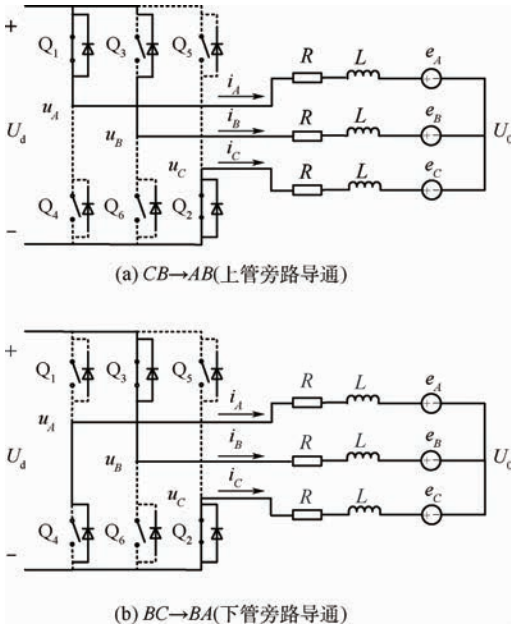 +
Q1 Q3 Q5
R L eA
iA
uA
iB R L eB
Ud uB U0
iC
uC R L eC
Q4 Q6 Q2
−
(a) CB→AB(上管旁路导通)
+
Q1 Q3 Q5
R L eA
iA
uA
iB R L eB
Ud uB U0
iC
uC R L eC
Q4 Q6 Q2
−
(b) BC→BA(下管旁路导通)